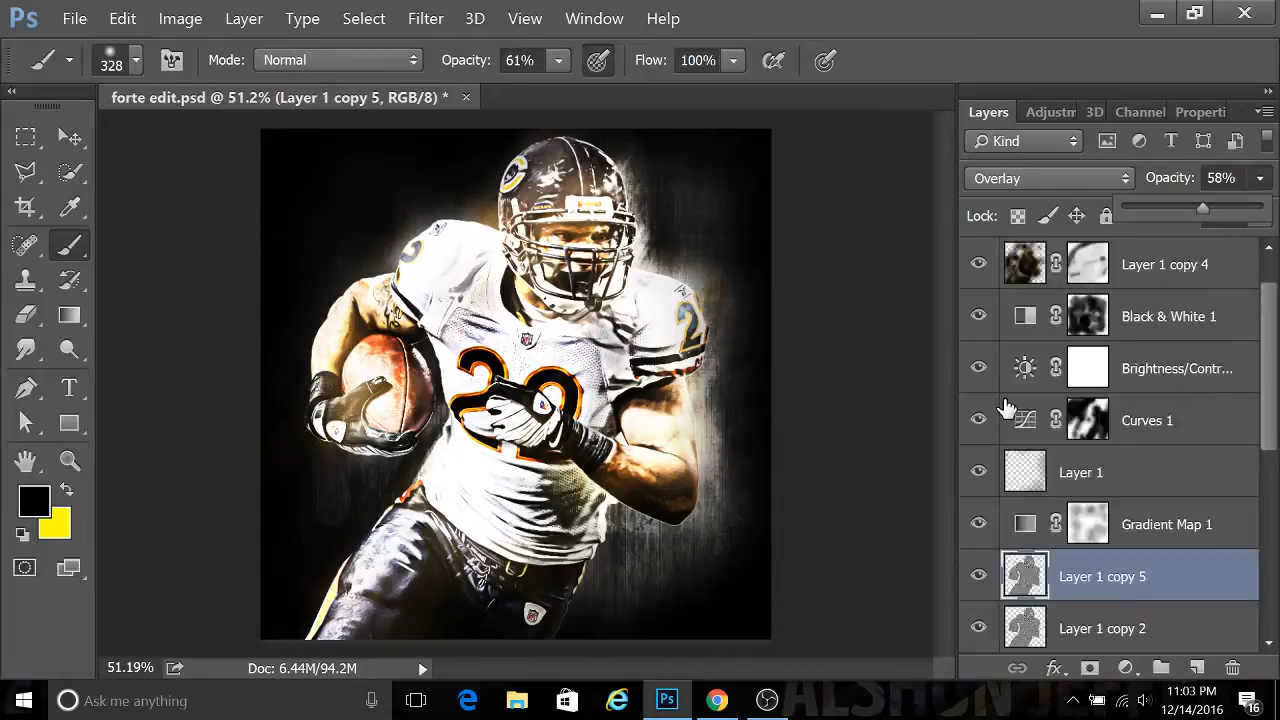 Ps File Edit Image Layer Type Select Filter 3D View Window Help
328 Mode: Normal Opacity: 61% Flow: 100%
forte edit.psd @ 51.2% (Layer 1 copy 5, RGB/8) *
Layers Adjustm 3D Channel Properti
Kind
Overlay Opacity: 58%
Lock:
Layer 1 copy 4
Black & White 1
Brightness/Contr...
Curves 1
Layer 1
Gradient Map 1
Layer 1 copy 5
Layer 1 copy 2
2
2
22
T
51.19% Doc: 6.44M/94.2M
Ask me anything
Ps
11:03 PM
12/14/2016
16